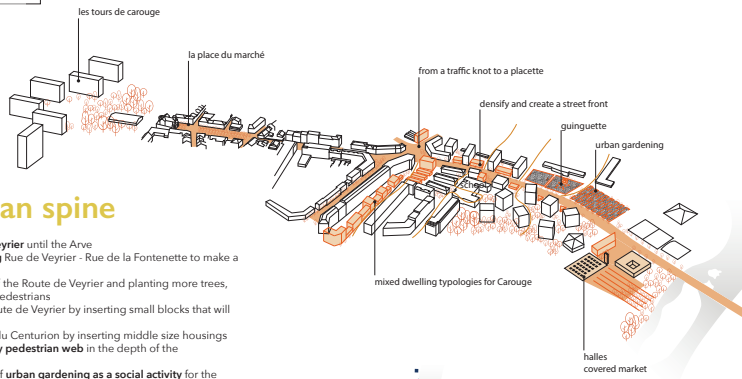 les tours de carouge
la place du marché
from a traffic knot to a placette
densify and create a street front
guinguette
urban gardening
school
an spine
eyrier until the Arve
Rue de Veyrier - Rue de la Fontenette to make a
the Route de Veyrier and planting more trees,
edestrians
ute de Veyrier by inserting small blocks that will
du Centurion by inserting middle size housings
y pedestrian web in the depth of the
f urban gardening as a social activity for the
mixed dwelling typologies for Carouge
halles
covered market